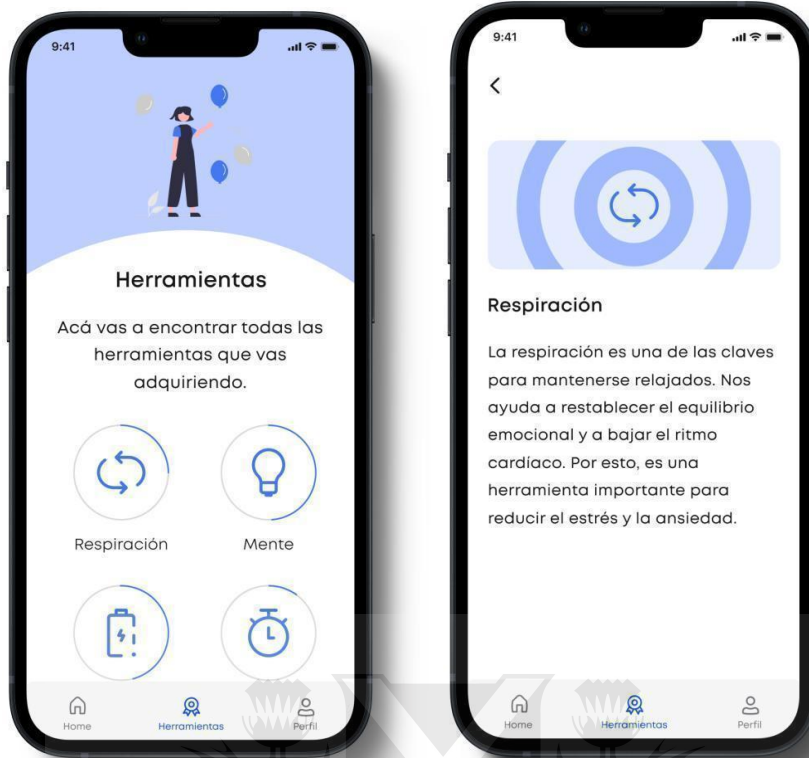 9:41
Herramientas
Acá vas a encontrar todas las
herramientas que vas
adquiriendo.
Respiración
Mente
Home
Herramientas
Perfil
9:41
Respiración
La respiración es una de las claves
para mantenerse relajados. Nos
ayuda a restablecer el equilibrio
emocional y a bajar el ritmo
cardíaco. Por esto, es una
herramienta importante para
reducir el estrés y la ansiedad.
Home
Herramientas
Perfil